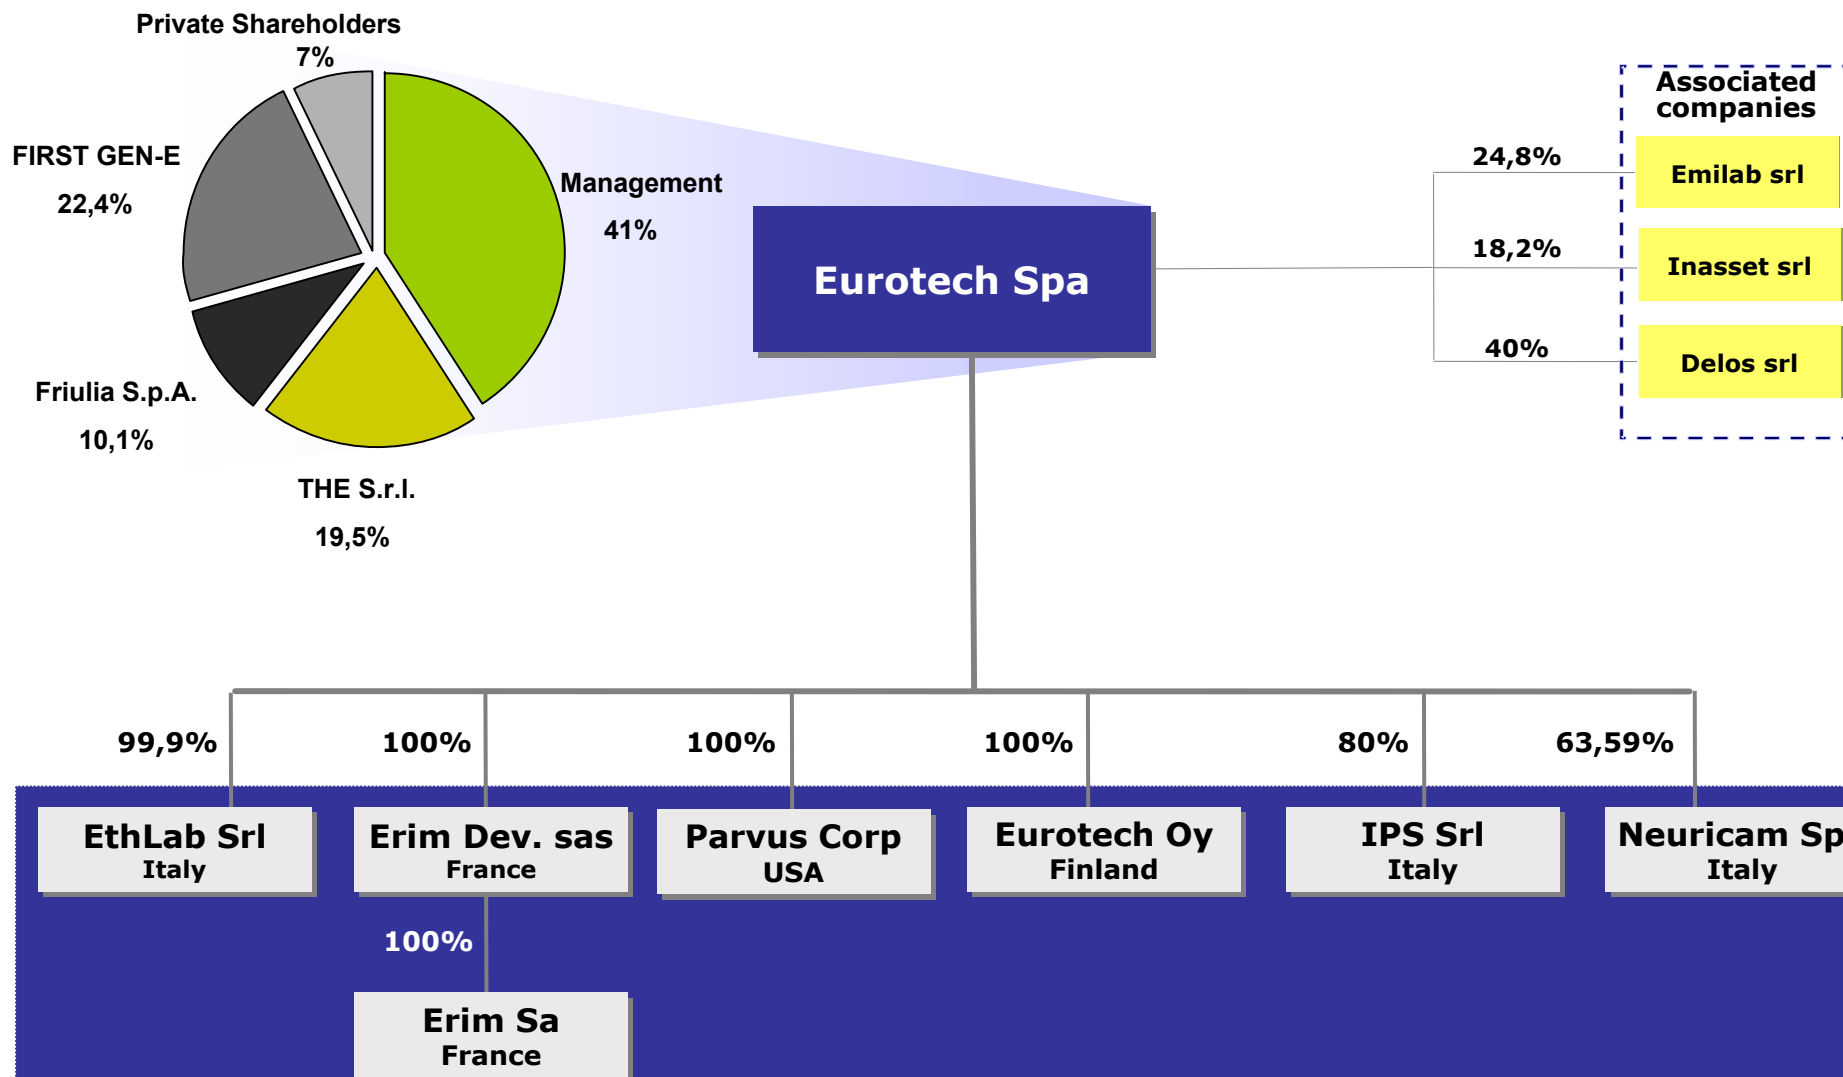 Private Shareholders
7%
FIRST GEN-E
22,4%
Management
41%
Friulia S.p.A.
10,1%
THE S.r.l.
19,5%
Eurotech Spa
Associated
companies
24,8%
Emilab srl
18,2%
Inasset srl
40%
Delos srl
99,9%
100%
100%
100%
80%
63,59%
EthLab Srl
Italy
Erim Dev. sas
France
Parvus Corp
USA
Eurotech Oy
Finland
IPS Srl
Italy
Neuricam Sp
Italy
100%
Erim Sa
France